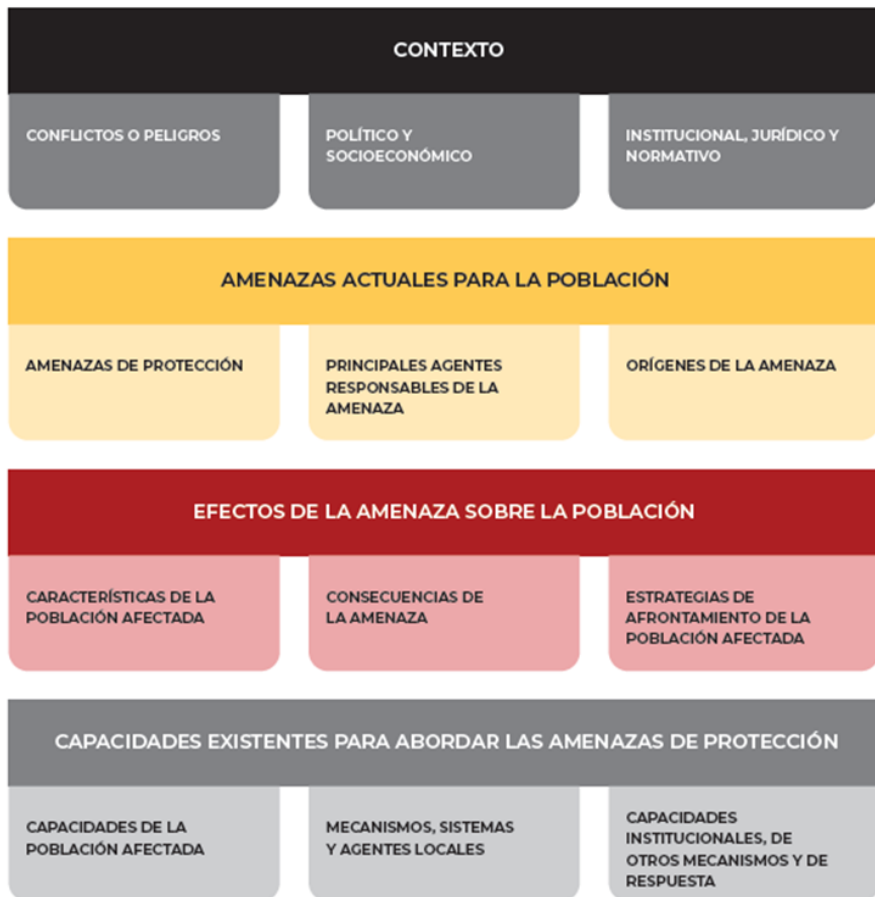 CONTEXTO
CONFLICTOS O PELIGROS
POLÍTICO Y
SOCIOECONÓMICO
INSTITUCIONAL, JURÍDICO Y
NORMATIVO
AMENAZAS ACTUALES PARA LA POBLACIÓN
AMENAZAS DE PROTECCIÓN
PRINCIPALES AGENTES
RESPONSABLES DE LA
AMENAZA
ORÍGENES DE LA AMENAZA
EFECTOS DE LA AMENAZA SOBRE LA POBLACIÓN
CARACTERÍSTICAS DE LA
POBLACIÓN AFECTADA
CONSECUENCIAS DE
LA AMENAZA
ESTRATEGIAS DE
AFRONTAMIENTO DE LA
POBLACIÓN AFECTADA
CAPACIDADES EXISTENTES PARA ABORDAR LAS AMENAZAS DE PROTECCIÓN
CAPACIDADES DE LA
POBLACIÓN AFECTADA
MECANISMOS, SISTEMAS
Y AGENTES LOCALES
CAPACIDADES
INSTITUCIONALES, DE
OTROS MECANISMOS Y DE
RESPUESTA